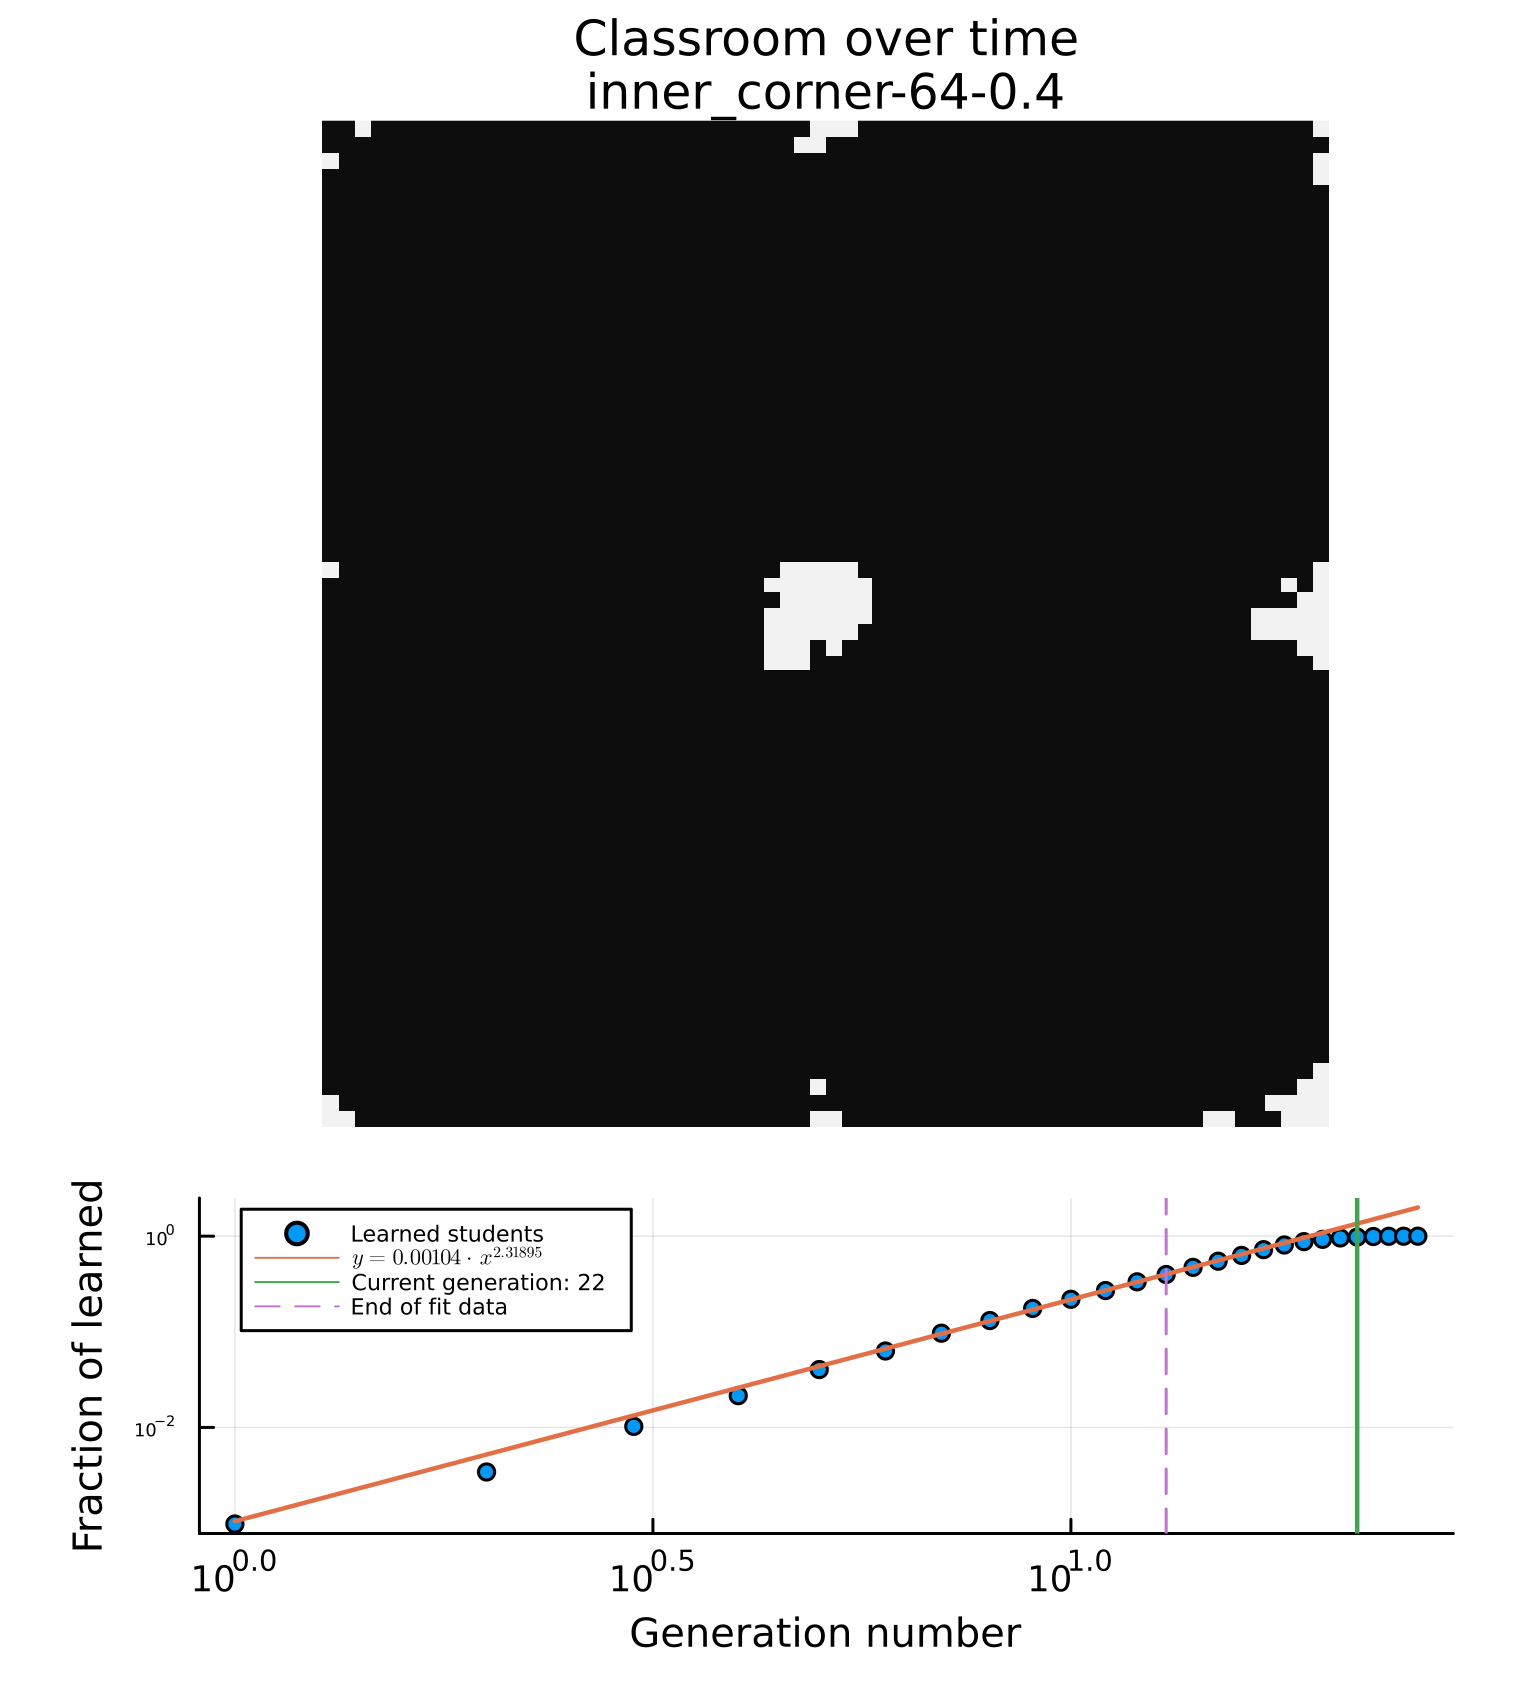 Classroom over time
inner_corner-64-0.4
Fraction of learned
10^0
10^−2
Learned students
y = 0.00104 · x^2.31895
Current generation: 22
End of fit data
10^0.0 10^0.5 10^1.0
Generation number